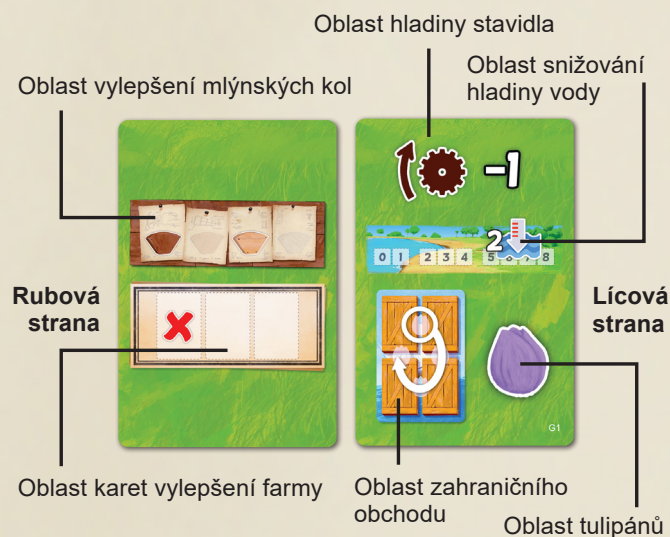 Oblast hladiny stavidla
Oblast vylepšení mlýnských kol
Oblast snižování
hladiny vody
-1
2
0 1 2 3 4 5 6 7 8
Rubová
strana
Lícová
strana
G1
Oblast karet vylepšení farmy
Oblast zahraničního
obchodu
Oblast tulipánů